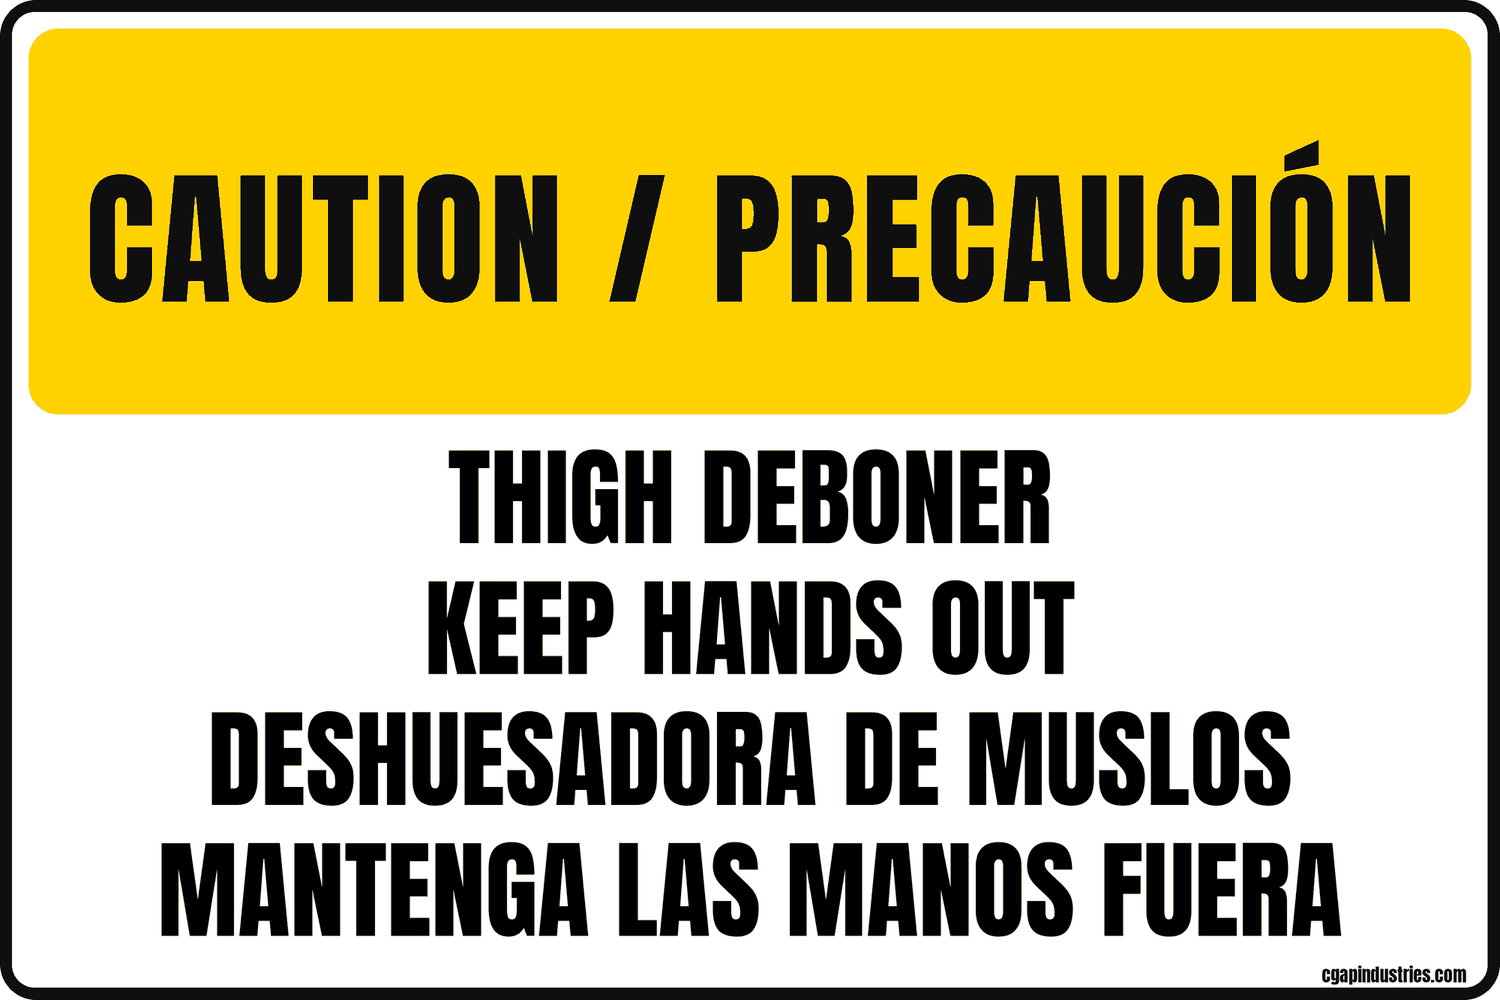 CAUTION / PRECAUCIÓN
THIGH DEBONER
KEEP HANDS OUT
DESHUESADORA DE MUSLOS
MANTENGA LAS MANOS FUERA
cgapindustries.com